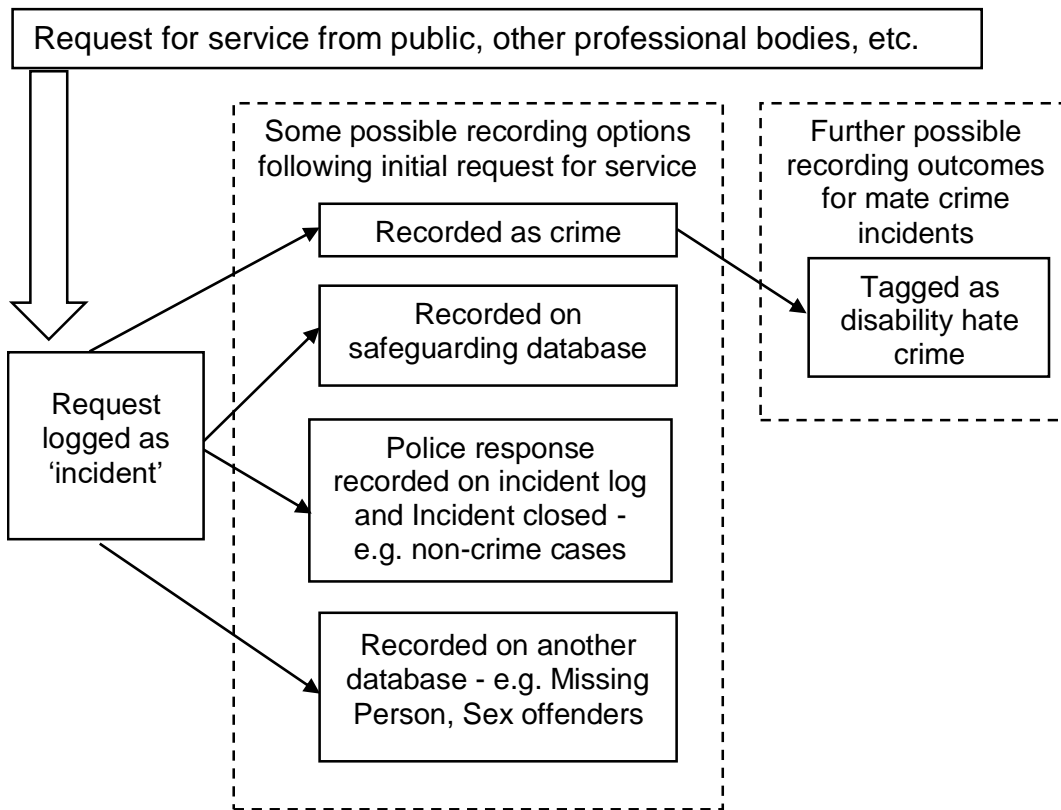 Request for service from public, other professional bodies, etc.
Some possible recording options
following initial request for service
Recorded as crime
Recorded on
safeguarding database
Police response
recorded on incident log
and Incident closed -
e.g. non-crime cases
Recorded on another
database - e.g. Missing
Person, Sex offenders
Further possible
recording outcomes
for mate crime
incidents
Tagged as
disability hate
crime
Request
logged as
‘incident’